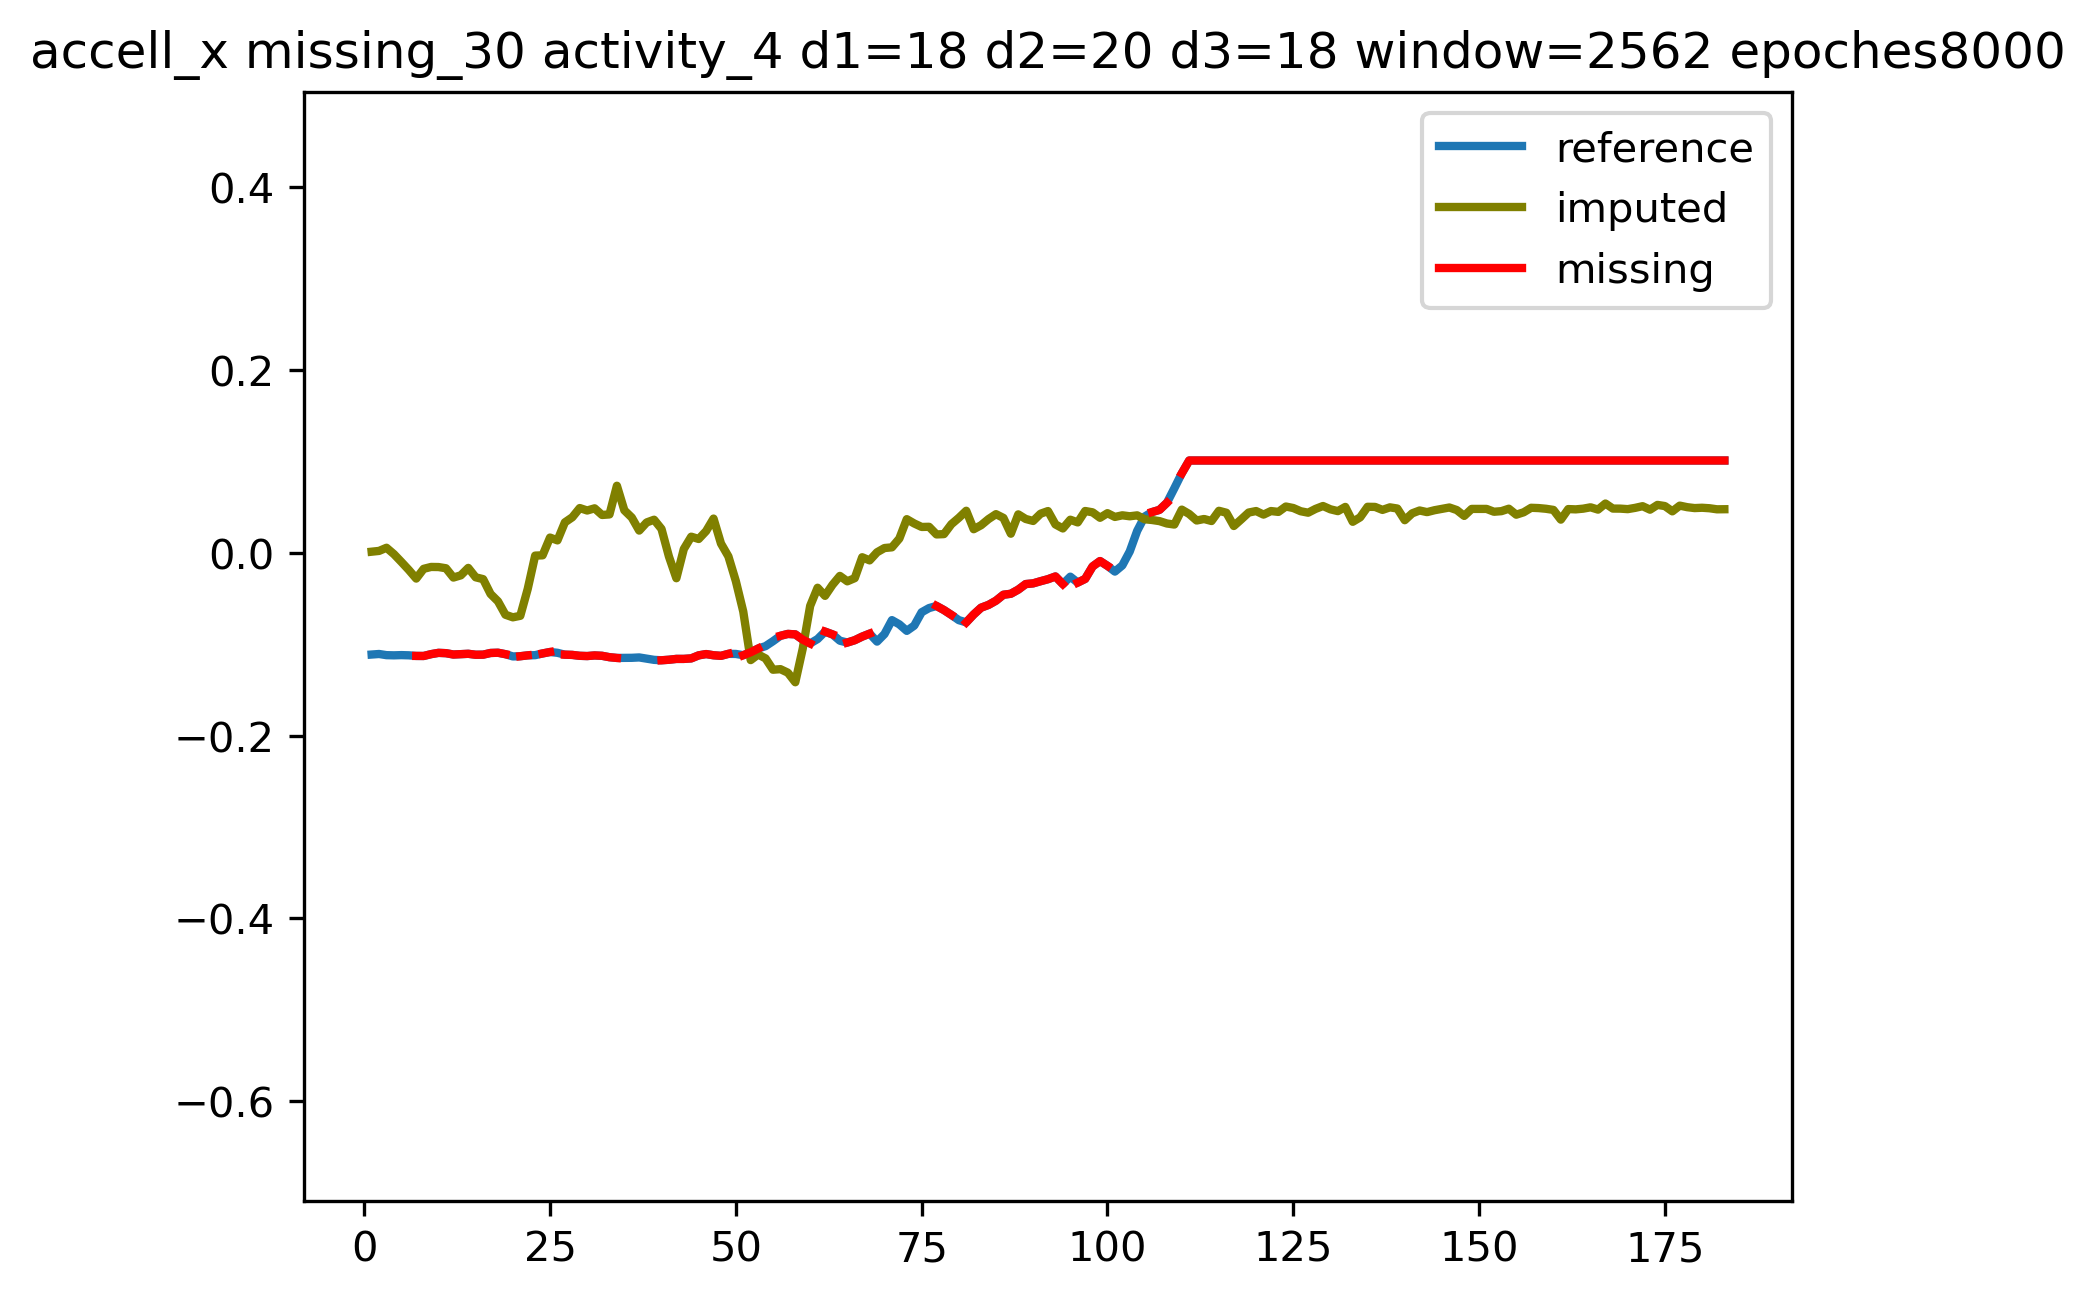 accell_x missing_30 activity_4 d1=18 d2=20 d3=18 window=2562 epoches8000
reference
imputed
missing
0.4
0.2
0.0
−0.2
−0.4
−0.6
0 25 50 75 100 125 150 175